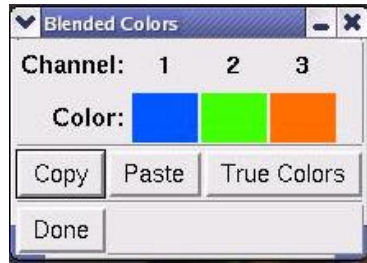 Blended Colors
Channel: 1 2 3
Color:
Copy Paste True Colors
Done